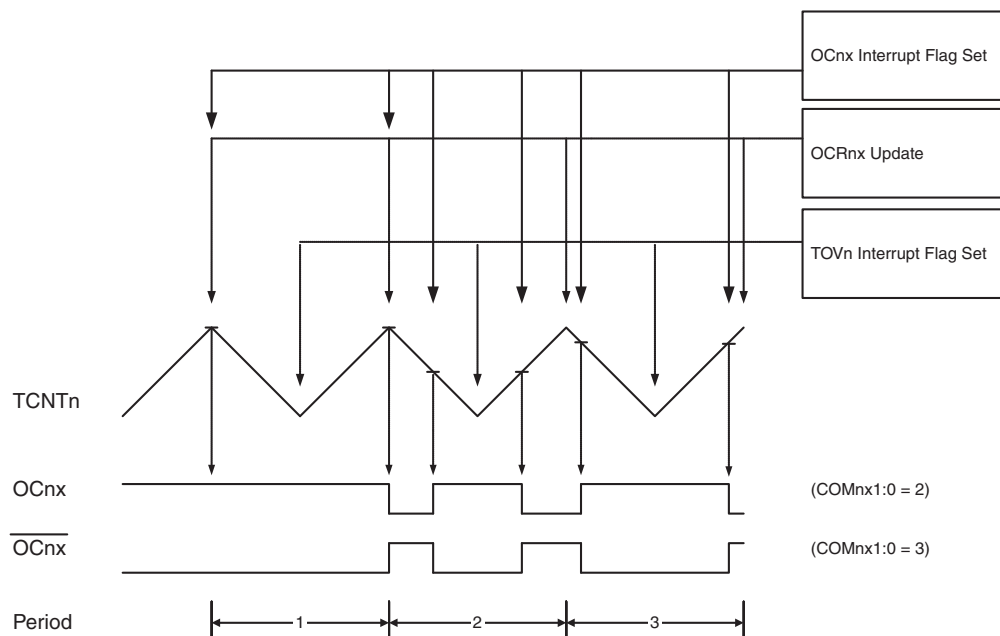 OCnx Interrupt Flag Set
OCRnx Update
TOVn Interrupt Flag Set
TCNTn
OCnx
(COMnx1:0 = 2)
OCnx
(COMnx1:0 = 3)
Period
1
2
3